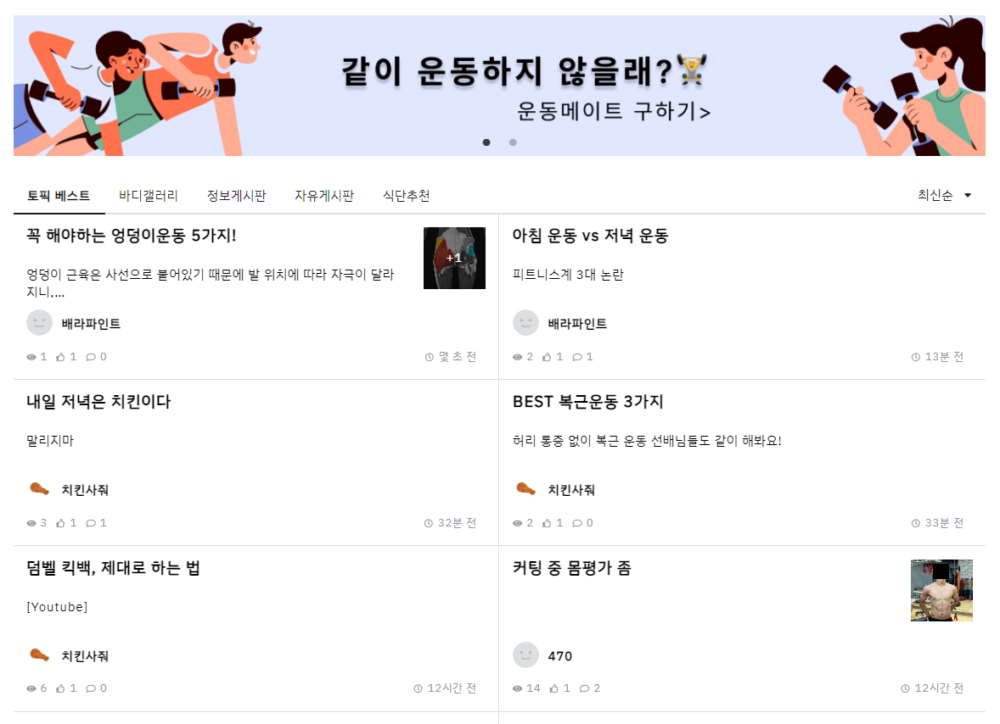 같이 운동하지 않을래?🏋
운동메이트 구하기>
토픽 베스트 바디갤러리 정보게시판 자유게시판 식단추천 최신순
꼭 해야하는 엉덩이운동 5가지!
엉덩이 근육은 사선으로 붙어있기 때문에 발 위치에 따라 자극이 달라
지니,...
+1
배라파인트
1 1 0 몇 초 전
아침 운동 vs 저녁 운동
피트니스계 3대 논란
배라파인트
2 1 1 13분 전
내일 저녁은 치킨이다
말리지마
치킨사줘
3 1 1 32분 전
BEST 복근운동 3가지
허리 통증 없이 복근 운동 선배님들도 같이 해봐요!
치킨사줘
2 1 0 33분 전
덤벨 킥백, 제대로 하는 법
[Youtube]
치킨사줘
6 1 0 12시간 전
커팅 중 몸평가 좀
470
14 1 2 12시간 전